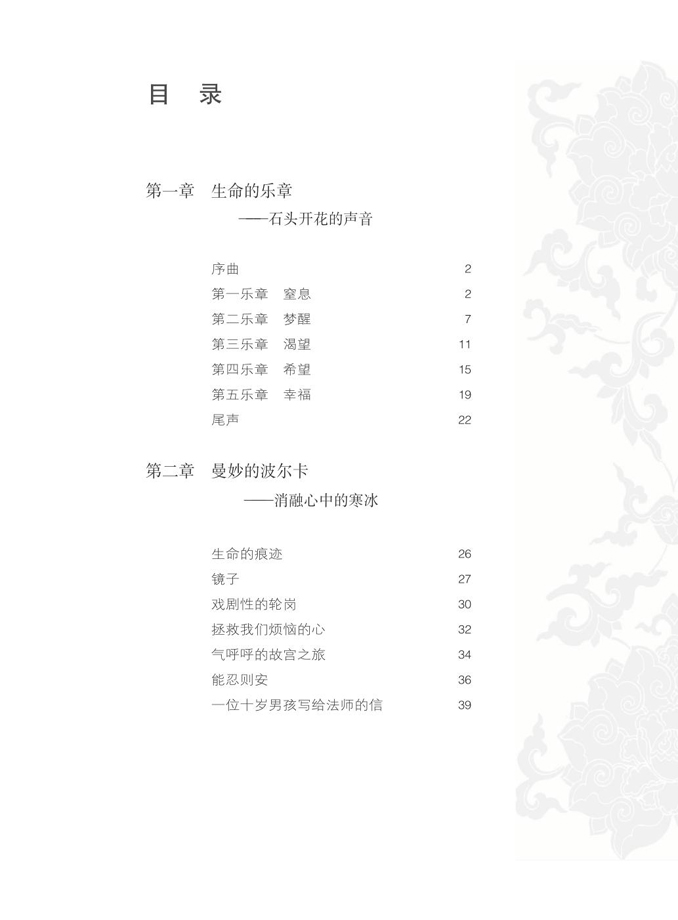 目 录
第一章 生命的乐章
——石头开花的声音
序曲 2
第一乐章 窒息 2
第二乐章 梦醒 7
第三乐章 渴望 11
第四乐章 希望 15
第五乐章 幸福 19
尾声 22
第二章 曼妙的波尔卡
——消融心中的寒冰
生命的痕迹 26
镜子 27
戏剧性的轮岗 30
拯救我们烦恼的心 32
气呼呼的故宫之旅 34
能忍则安 36
一位十岁男孩写给法师的信 39